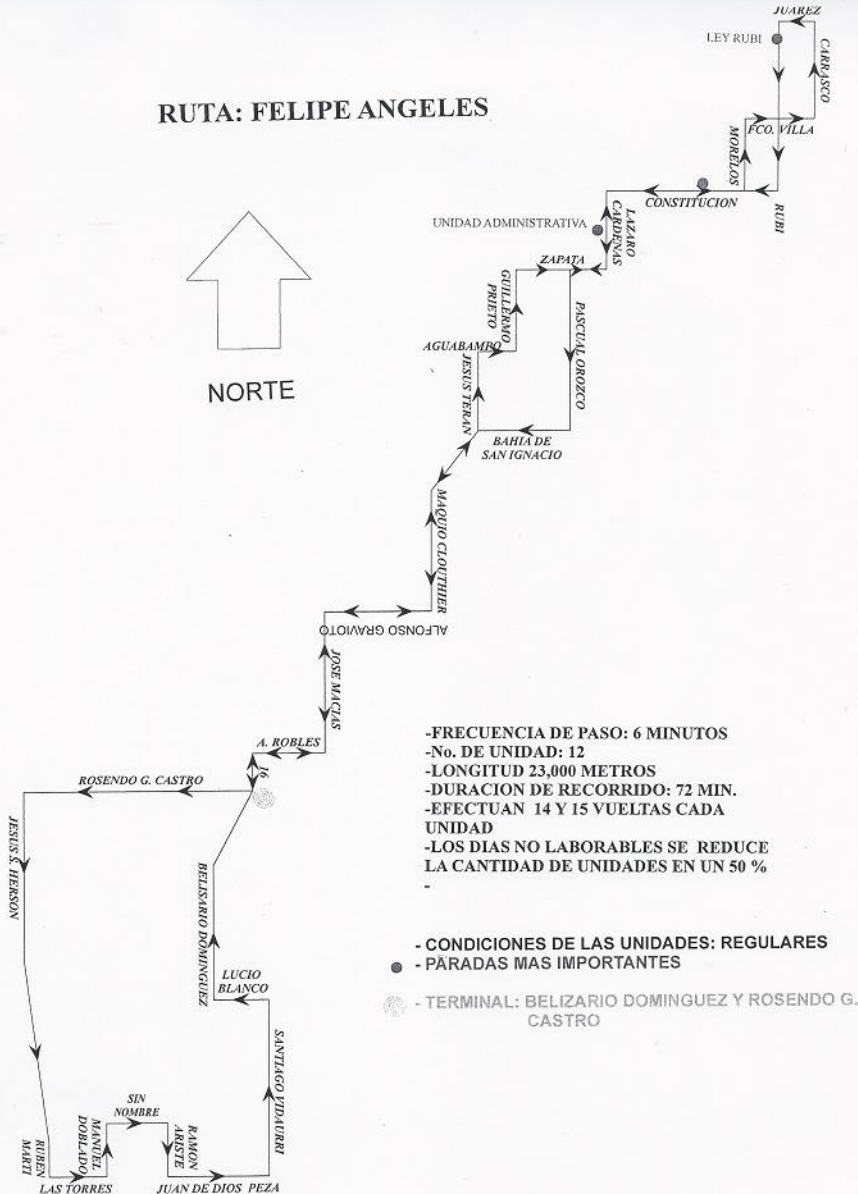 JUAREZ
LEY RUBI
CARRASCO
RUTA: FELIPE ANGELES
FCO. VILLA
MORELOS
CONSTITUCION
RUBI
UNIDAD ADMINISTRATIVA
LAZARO
CARDENAS
ZAPATA
GUILLERMO
PRIETO
PASCUAL OROZCO
AGUABAMPO
JESUS TERAN
NORTE
BAHIA DE
SAN IGNACIO
MAQUIO CLOUTHIER
ALFONSO GRAVIOTO
JOSE MACIAS
A. ROBLES
16
ROSENDO G. CASTRO
-FRECUENCIA DE PASO: 6 MINUTOS
-No. DE UNIDAD: 12
-LONGITUD 23,000 METROS
-DURACION DE RECORRIDO: 72 MIN.
-EFECTUAN 14 Y 15 VUELTAS CADA
UNIDAD
-LOS DIAS NO LABORABLES SE REDUCE
LA CANTIDAD DE UNIDADES EN UN 50 %
-
JESUS S. HERSON
BELISARIO DOMINGUEZ
- CONDICIONES DE LAS UNIDADES: REGULARES
- PARADAS MAS IMPORTANTES
- TERMINAL: BELIZARIO DOMINGUEZ Y ROSENDO G.
CASTRO
LUCIO
BLANCO
SANTIAGO VIDAURRI
SIN
NOMBRE
MANUEL
DOBLADO
RAMON
ARISTE
RUBEN
MARTI
LAS TORRES
JUAN DE DIOS PEZA